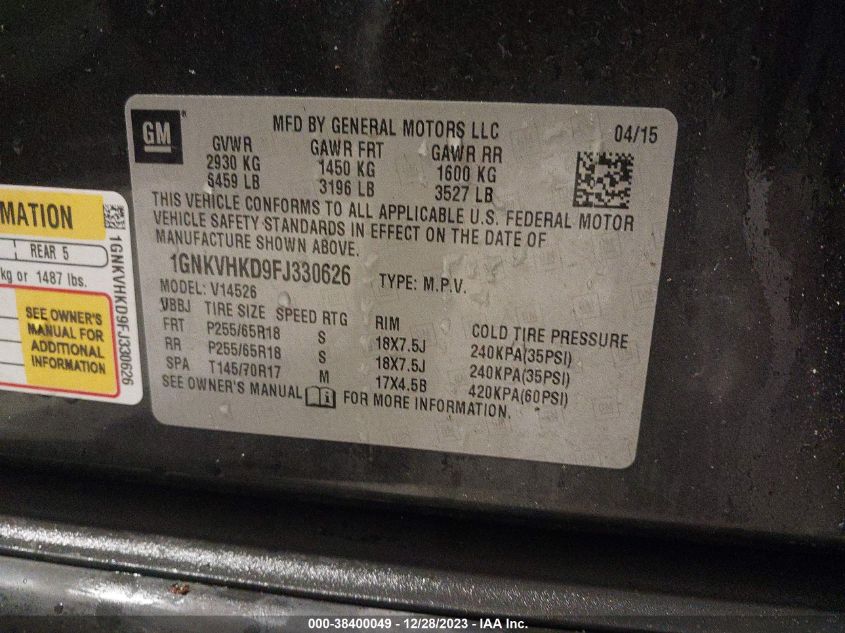 GM ®
MFD BY GENERAL MOTORS LLC 04/15
GVWR GAWR FRT GAWR RR
2930 KG 1450 KG 1600 KG
6459 LB 3196 LB 3527 LB
THIS VEHICLE CONFORMS TO ALL APPLICABLE U.S. FEDERAL MOTOR
VEHICLE SAFETY STANDARDS IN EFFECT ON THE DATE OF
MANUFACTURE SHOWN ABOVE.
1GNKVHKD9FJ330626 TYPE: M.P.V.
MODEL: V14526
VBBJ TIRE SIZE SPEED RTG RIM COLD TIRE PRESSURE
FRT P255/65R18 S 18X7.5J 240KPA(35PSI)
RR P255/65R18 S 18X7.5J 240KPA(35PSI)
SPA T145/70R17 M 17X4.5B 420KPA(60PSI)
SEE OWNER'S MANUAL FOR MORE INFORMATION.
MATION
REAR 5
kg or 1487 lbs.
SEE OWNER'S
MANUAL FOR
ADDITIONAL
INFORMATION
1GNKVHKD9FJ330626
000-38400049 - 12/28/2023 - IAA Inc.